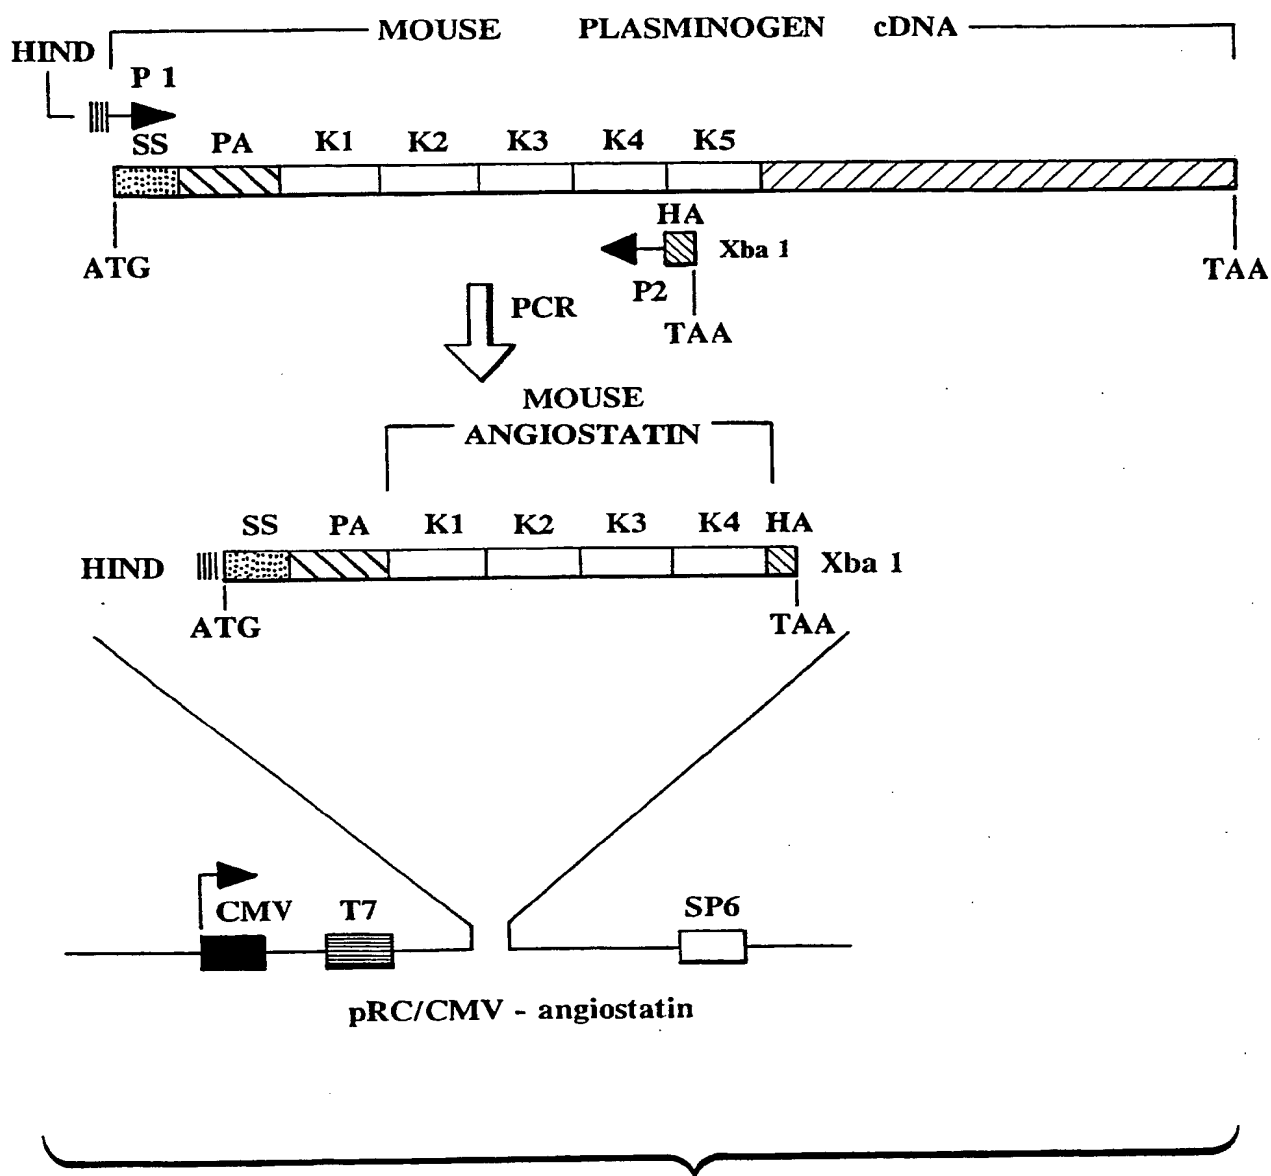 MOUSE PLASMINOGEN cDNA
HIND
P 1
SS PA K1 K2 K3 K4 K5
HA
Xba 1
ATG
P2
TAA
TAA
PCR
MOUSE
ANGIOSTATIN
SS PA K1 K2 K3 K4 HA
HIND
Xba 1
ATG
TAA
CMV T7 SP6
pRC/CMV - angiostatin